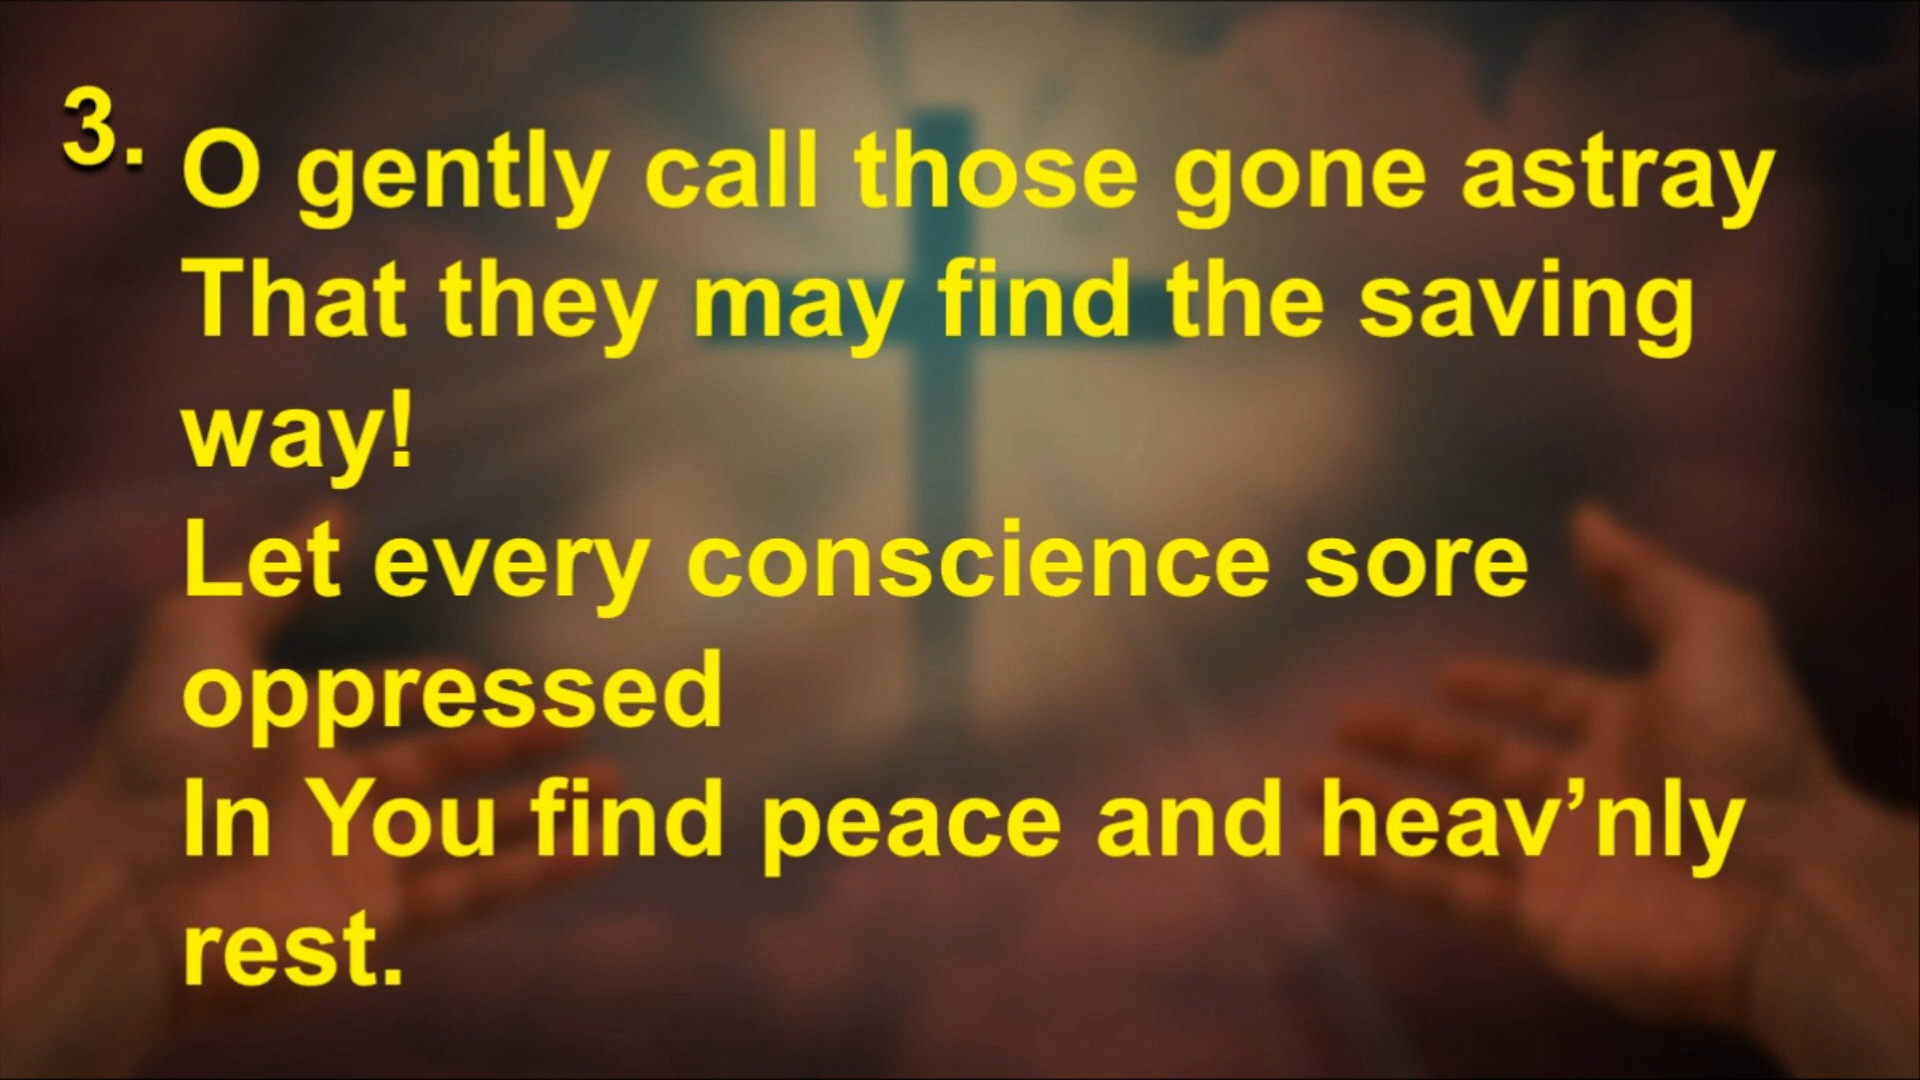 3. O gently call those gone astray
That they may find the saving
way!
Let every conscience sore
oppressed
In You find peace and heav’nly
rest.